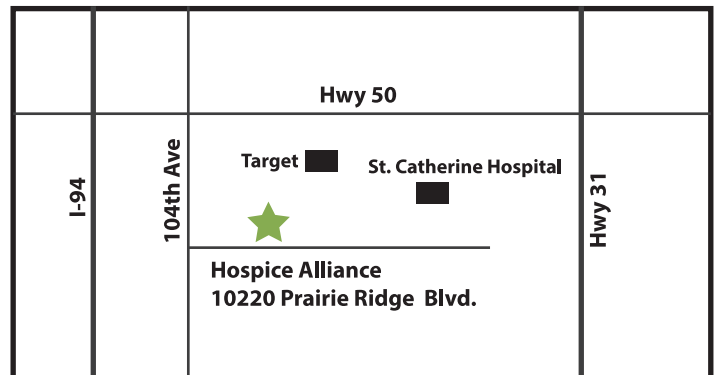 Hwy 50
Target
St. Catherine Hospital
I-94
104th Ave
Hwy 31
Hospice Alliance
10220 Prairie Ridge Blvd.